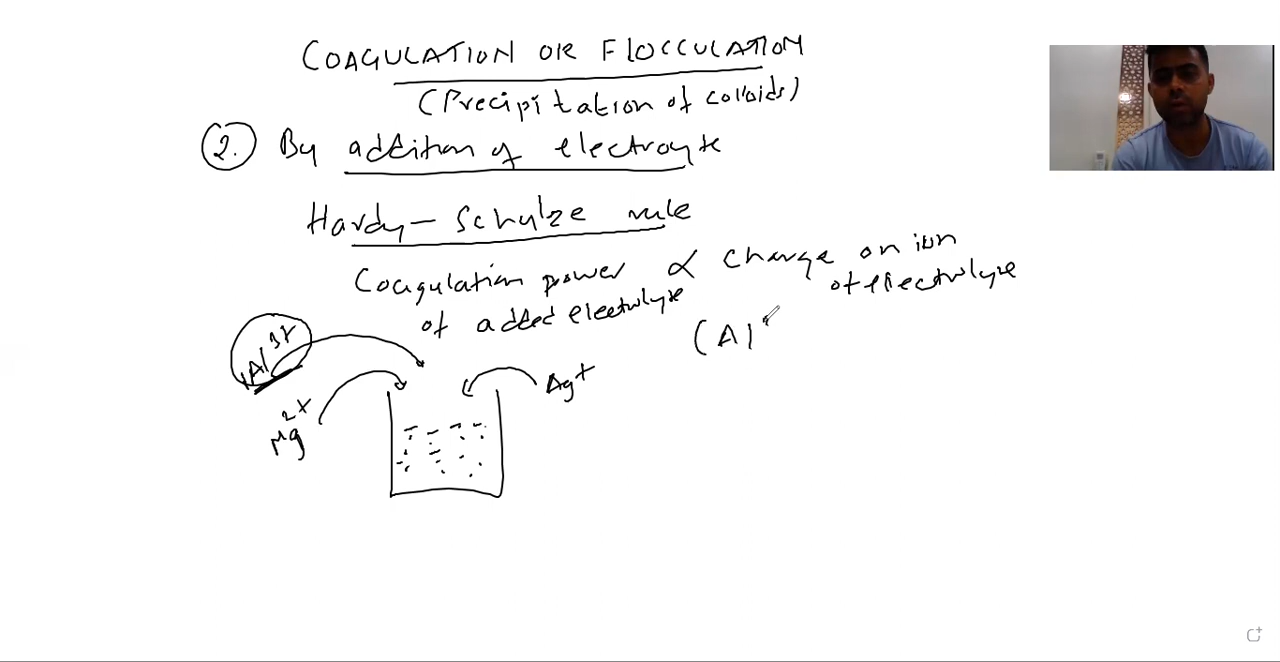 COAGULATION OR FLOCCULATION
(Precipitation of colloids)
2. By addition of electroyte
Hardy - Schulze rule
Coagulation power ∝ charge on ion
of added electrolyte of electrolyte
Al3+
(Al
Ag+
Mg2+